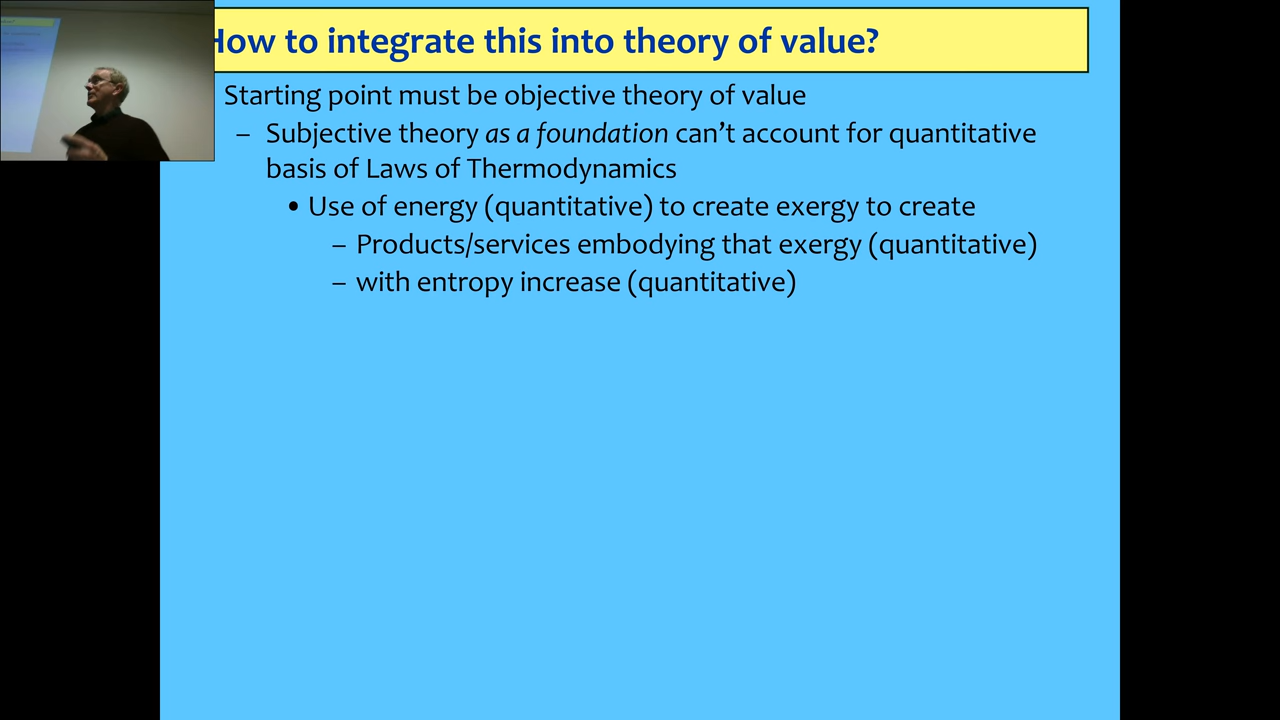 How to integrate this into theory of value?
Starting point must be objective theory of value
– Subjective theory as a foundation can't account for quantitative
basis of Laws of Thermodynamics
• Use of energy (quantitative) to create exergy to create
– Products/services embodying that exergy (quantitative)
– with entropy increase (quantitative)